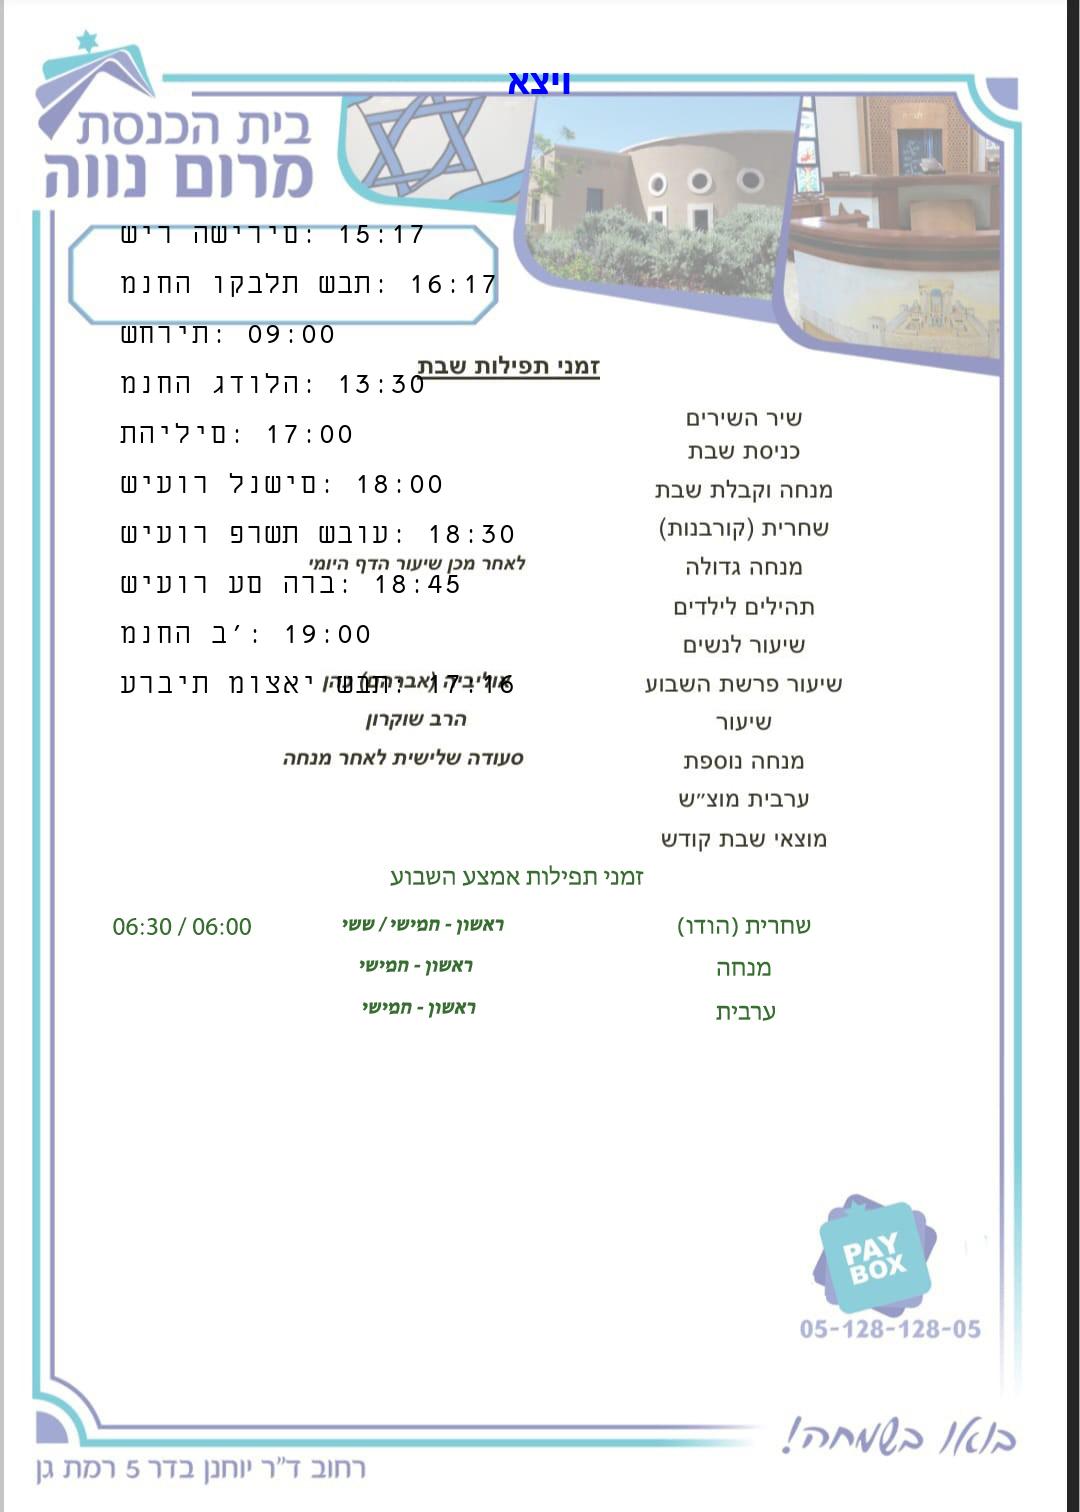 ויצא
בית הכנסת
מרום נווה
שיר השירים: 15:17
מנחה וקבלת שבת: 16:17
שחרית: 09:00
זמני תפילות שבת
מנחה גדולה: 13:30
שיר השירים
תהילים: 17:00
כניסת שבת
שיעור לנשים: 18:00
מנחה וקבלת שבת
שיעור פרשת שבוע: 18:30
שחרית (קורבנות)
לאחר מכן שיעור הדף היומי
מנחה גדולה
שיעור עם הרב: 18:45
תהילים לילדים
מנחה ב׳: 19:00
שיעור לנשים
ערבית מוצאי שבת: 17:16
שיעור פרשת השבוע
אוליביה (אברהם) כהן
שיעור
הרב שוקרון
מנחה נוספת
סעודה שלישית לאחר מנחה
ערבית מוצ״ש
מוצאי שבת קודש
זמני תפילות אמצע השבוע
שחרית (הודו) ראשון - חמישי / ששי 06:30 / 06:00
מנחה ראשון - חמישי
ערבית ראשון - חמישי
PAY
BOX
05-128-128-05
בואו בשמחה!
רחוב ד״ר יוחנן בדר 5 רמת גן